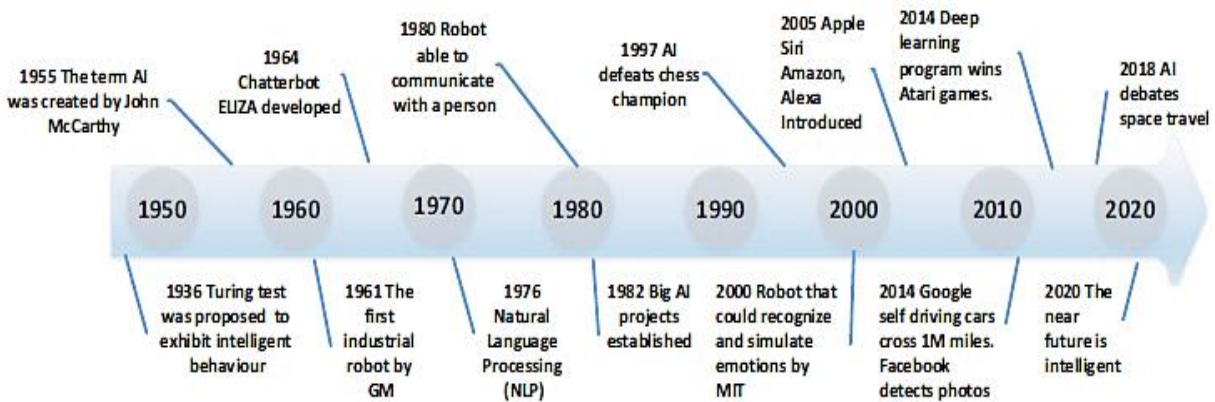 1955 The term AI
was created by John
McCarthy
1964
Chatterbot
ELIZA developed
1980 Robot
able to
communicate
with a person
1997 AI
defeats chess
champion
2005 Apple
Siri
Amazon,
Alexa
Introduced
2014 Deep
learning
program wins
Atari games.
2018 AI
debates
space travel
1950
1960
1970
1980
1990
2000
2010
2020
1936 Turing test
was proposed to
exhibit intelligent
behaviour
1961 The
first
industrial
robot by
GM
1976
Natural
Language
Processing
(NLP)
1982 Big AI
projects
established
2000 Robot that
could recognize
and simulate
emotions by
MIT
2014 Google
self driving cars
cross 1M miles.
Facebook
detects photos
2020 The
near
future is
intelligent